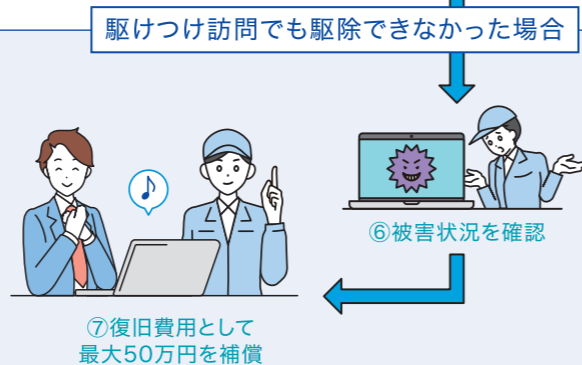 駆けつけ訪問でも駆除できなかった場合
⑥被害状況を確認
⑦復旧費用として
最大50万円を補償